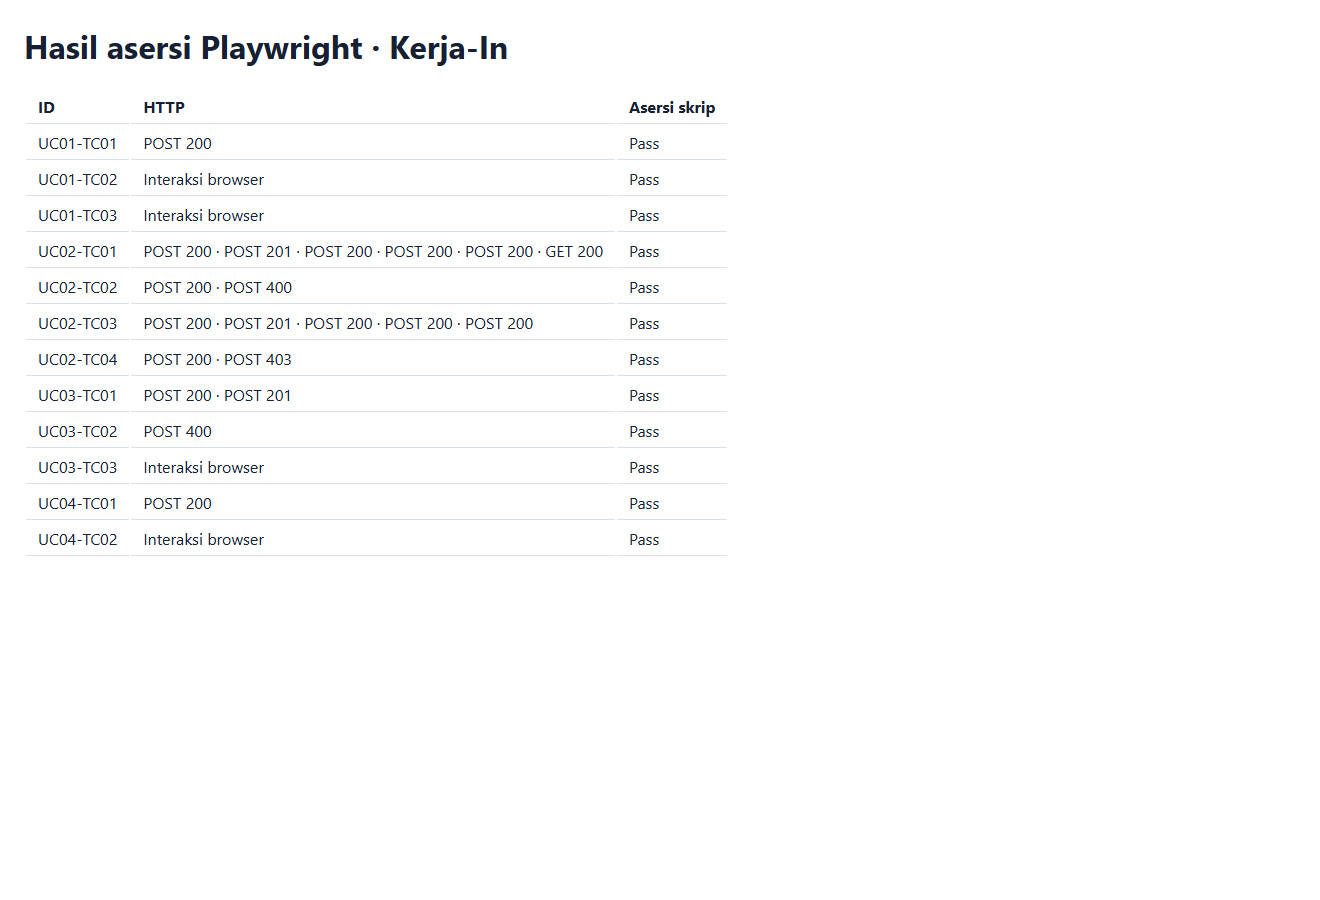 Hasil asersi Playwright · Kerja-In
ID HTTP Asersi skrip
UC01-TC01 POST 200 Pass
UC01-TC02 Interaksi browser Pass
UC01-TC03 Interaksi browser Pass
UC02-TC01 POST 200 · POST 201 · POST 200 · POST 200 · POST 200 · GET 200 Pass
UC02-TC02 POST 200 · POST 400 Pass
UC02-TC03 POST 200 · POST 201 · POST 200 · POST 200 · POST 200 Pass
UC02-TC04 POST 200 · POST 403 Pass
UC03-TC01 POST 200 · POST 201 Pass
UC03-TC02 POST 400 Pass
UC03-TC03 Interaksi browser Pass
UC04-TC01 POST 200 Pass
UC04-TC02 Interaksi browser Pass